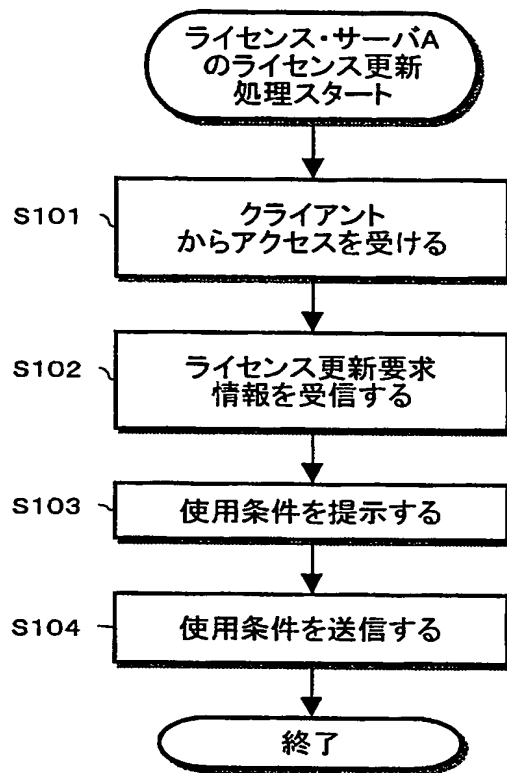 ライセンス・サーバA
のライセンス更新
処理スタート
S101
クライアント
からアクセスを受ける
S102
ライセンス更新要求
情報を受信する
S103
使用条件を提示する
S104
使用条件を送信する
終了